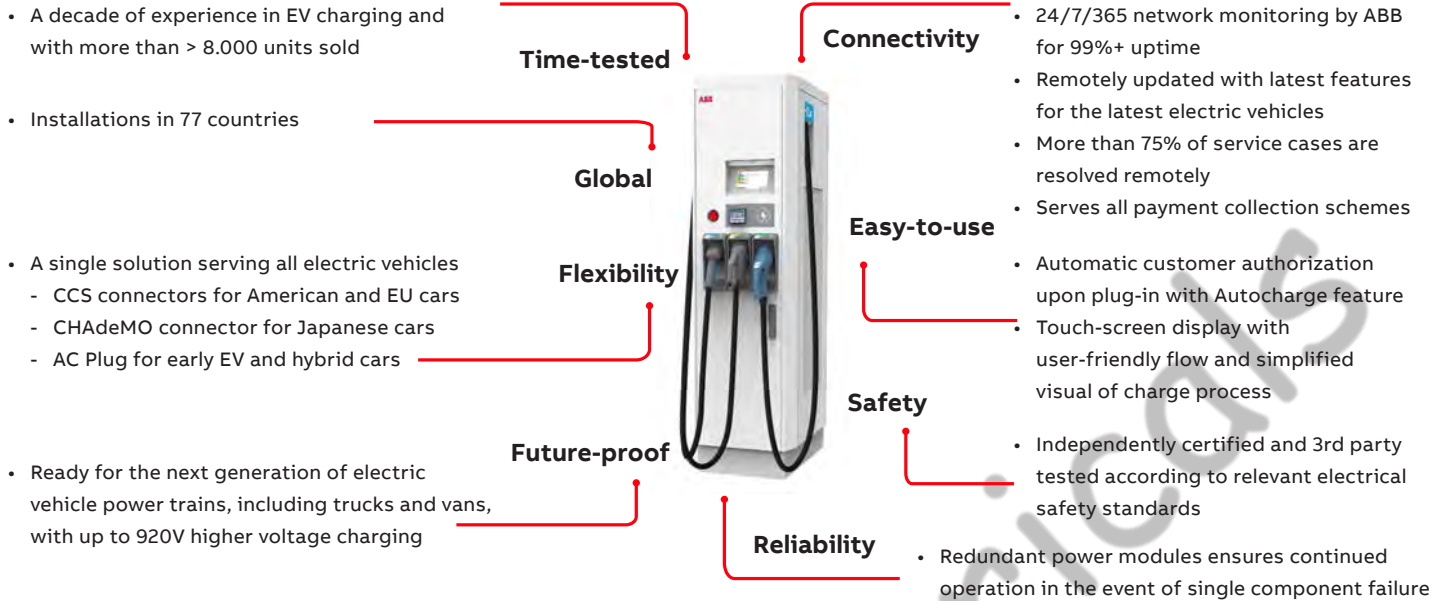 • A decade of experience in EV charging and
with more than > 8.000 units sold
Time-tested
• Installations in 77 countries
Global
• A single solution serving all electric vehicles
- CCS connectors for American and EU cars
- CHAdeMO connector for Japanese cars
- AC Plug for early EV and hybrid cars
Flexibility
• Ready for the next generation of electric
vehicle power trains, including trucks and vans,
with up to 920V higher voltage charging
Future-proof
ABB
Connectivity
• 24/7/365 network monitoring by ABB
for 99%+ uptime
• Remotely updated with latest features
for the latest electric vehicles
• More than 75% of service cases are
resolved remotely
• Serves all payment collection schemes
Easy-to-use
• Automatic customer authorization
upon plug-in with Autocharge feature
• Touch-screen display with
user-friendly flow and simplified
visual of charge process
Safety
• Independently certified and 3rd party
tested according to relevant electrical
safety standards
Reliability
• Redundant power modules ensures continued
operation in the event of single component failure
ricals